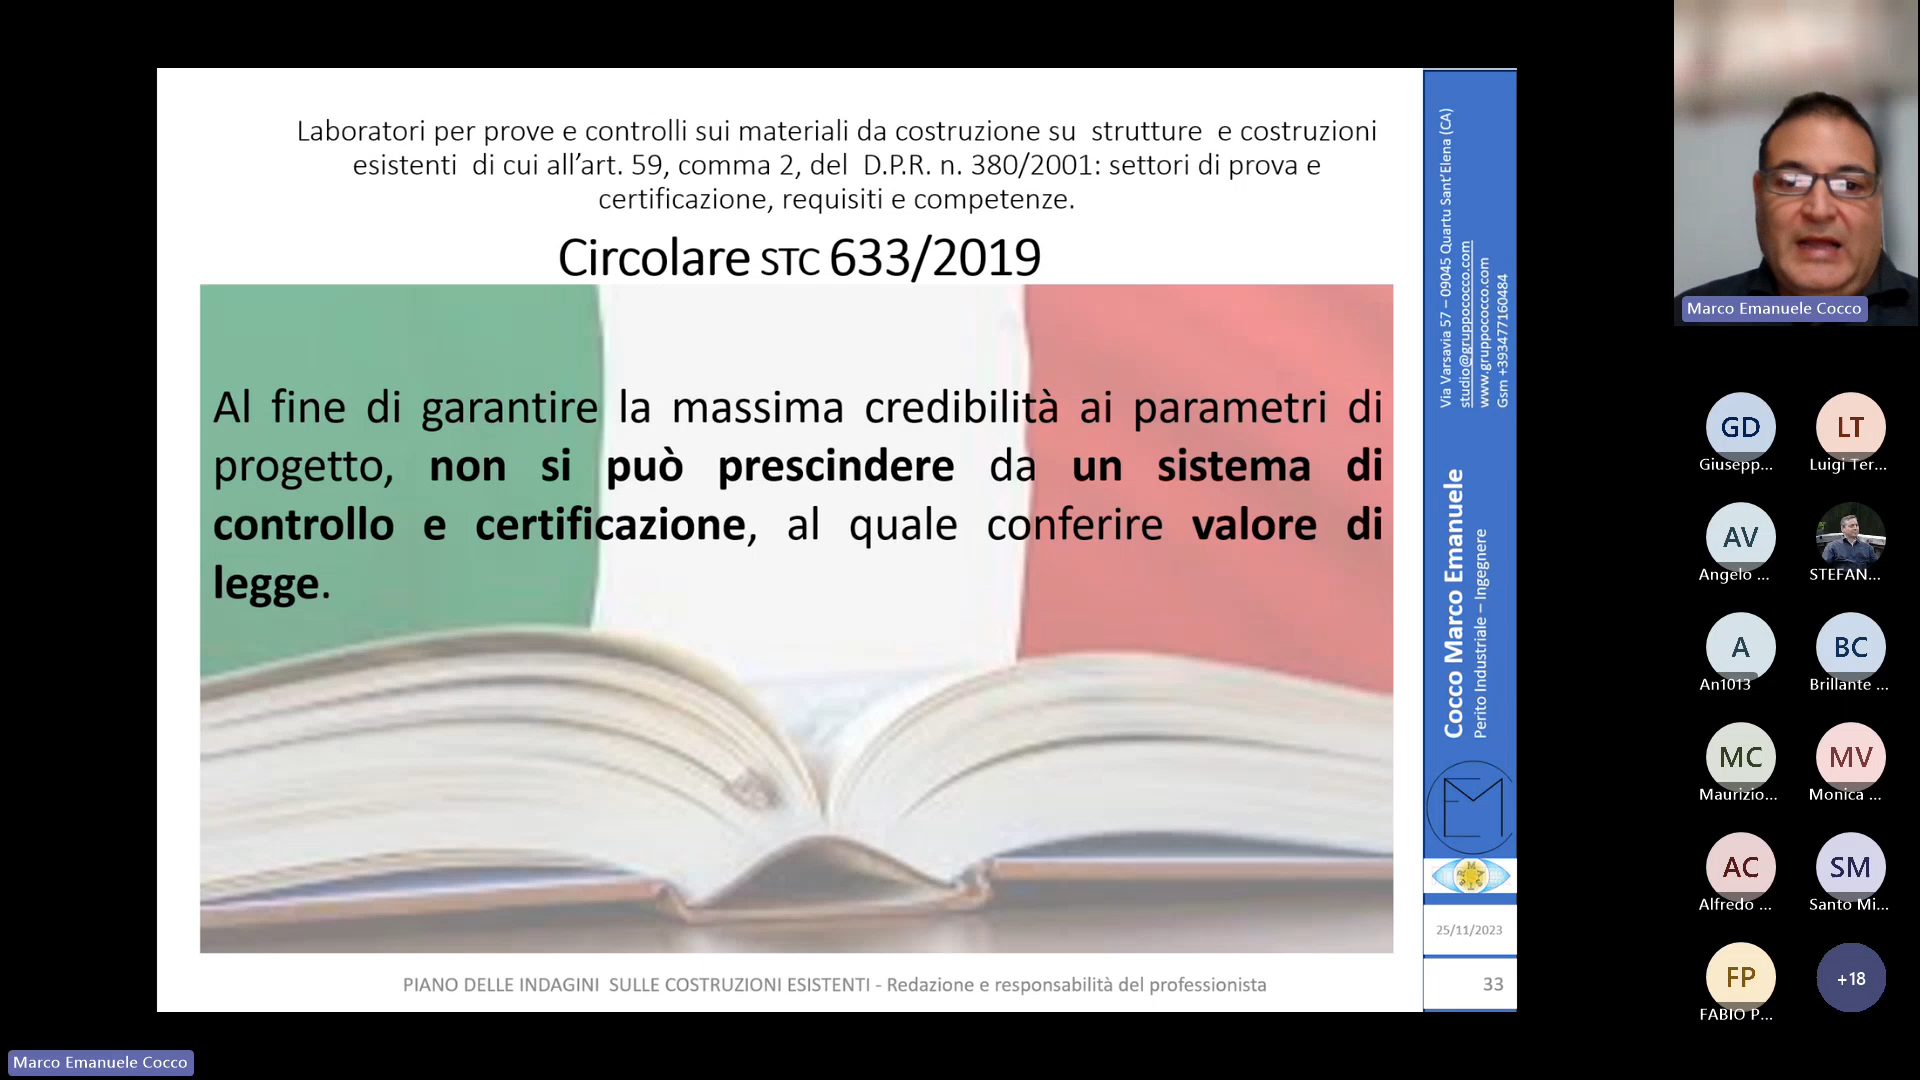 Laboratori per prove e controlli sui materiali da costruzione su strutture e costruzioni
esistenti di cui all’art. 59, comma 2, del D.P.R. n. 380/2001: settori di prova e
certificazione, requisiti e competenze.
Circolare STC 633/2019
Al fine di garantire la massima credibilità ai parametri di
progetto, non si può prescindere da un sistema di
controllo e certificazione, al quale conferire valore di
legge.
PIANO DELLE INDAGINI SULLE COSTRUZIONI ESISTENTI - Redazione e responsabilità del professionista
Via Varsavia 57 – 09045 Quartu Sant’Elena (CA)
studio@gruppococco.com
www.gruppococco.com
Gsm +393477160484
Cocco Marco Emanuele
Perito Industriale – Ingegnere
25/11/2023
33
Marco Emanuele Cocco
GD
Giusepp...
LT
Luigi Ter...
AV
Angelo ...
STEFAN...
A
An1013
BC
Brillante ...
MC
Maurizio...
MV
Monica ...
AC
Alfredo ...
SM
Santo Mi...
FP
FABIO P...
+18
Marco Emanuele Cocco